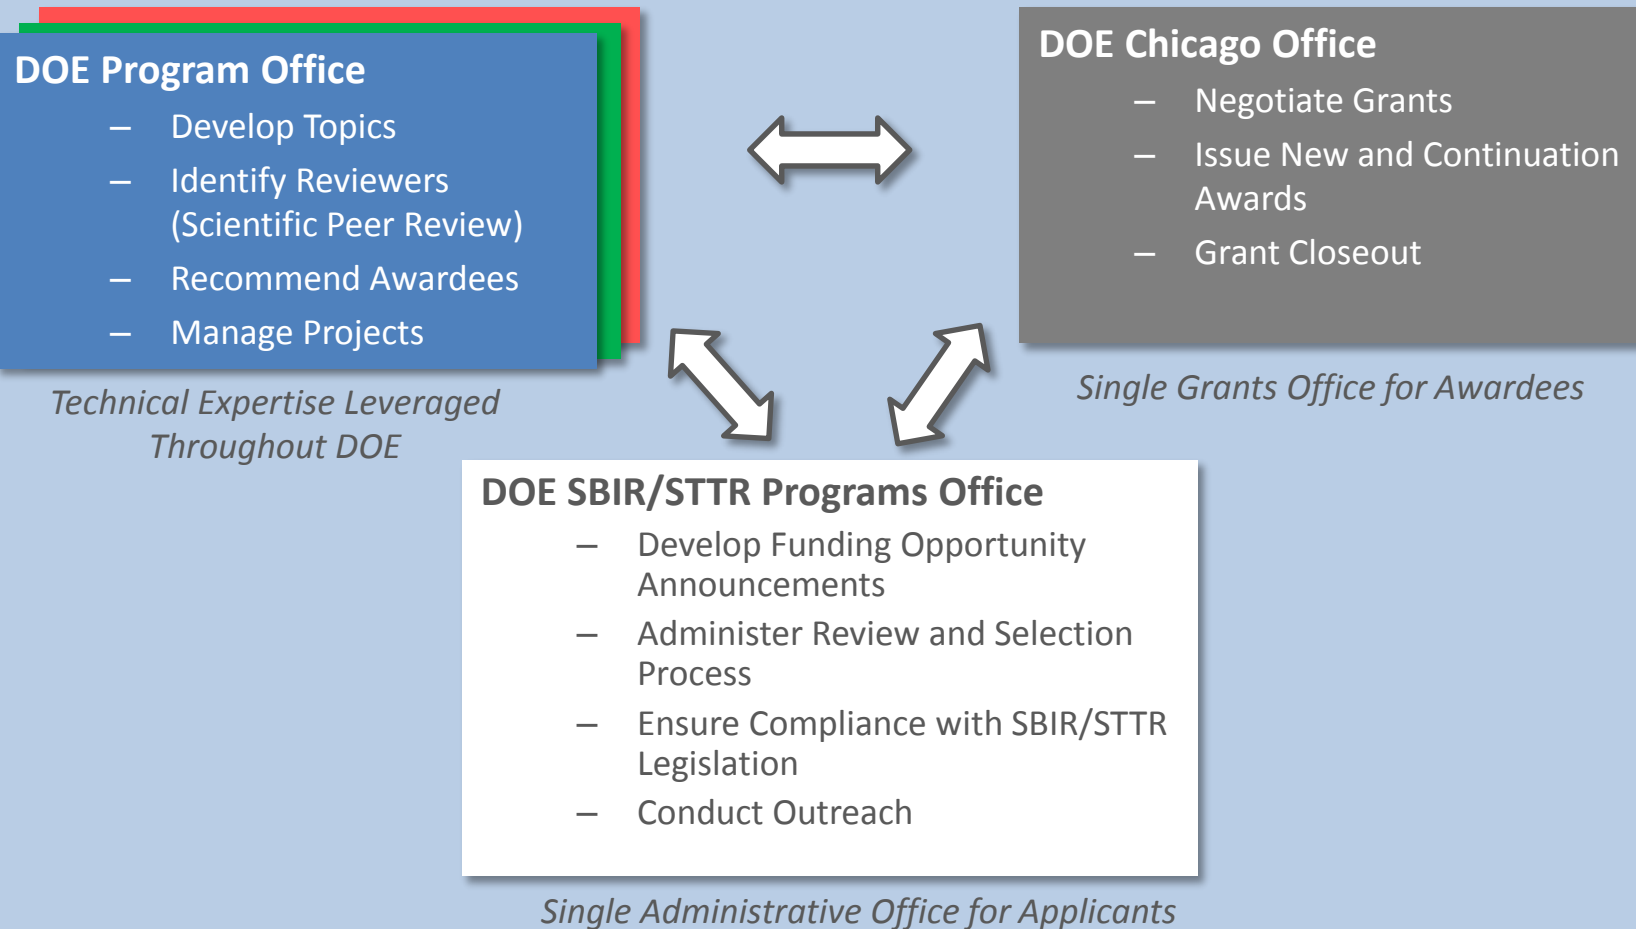 DOE Program Office
– Develop Topics
– Identify Reviewers
(Scientific Peer Review)
– Recommend Awardees
– Manage Projects
Technical Expertise Leveraged
Throughout DOE
DOE Chicago Office
– Negotiate Grants
– Issue New and Continuation
Awards
– Grant Closeout
Single Grants Office for Awardees
DOE SBIR/STTR Programs Office
– Develop Funding Opportunity
Announcements
– Administer Review and Selection
Process
– Ensure Compliance with SBIR/STTR
Legislation
– Conduct Outreach
Single Administrative Office for Applicants